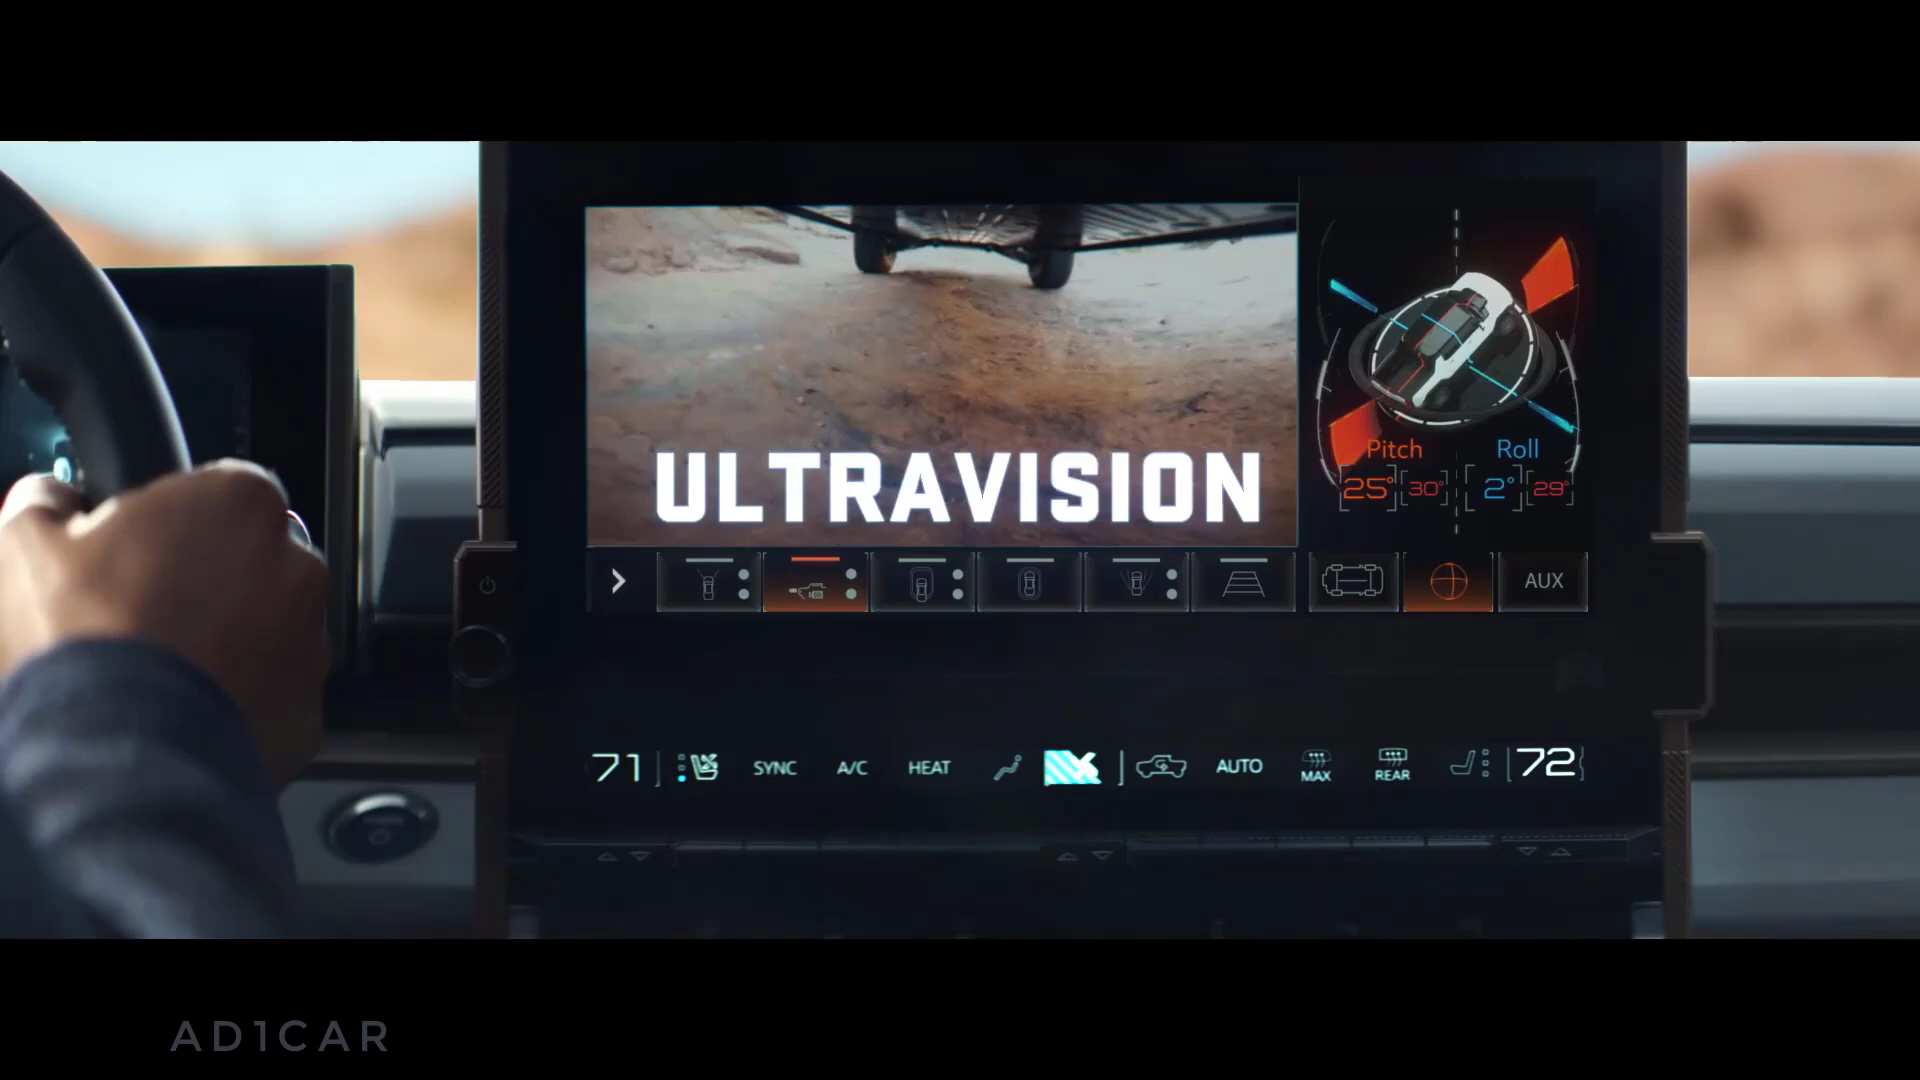 ULTRAVISION
Pitch Roll
25° 30° 2° 29°
AUX
71 SYNC A/C HEAT AUTO MAX REAR 72
AD1CAR